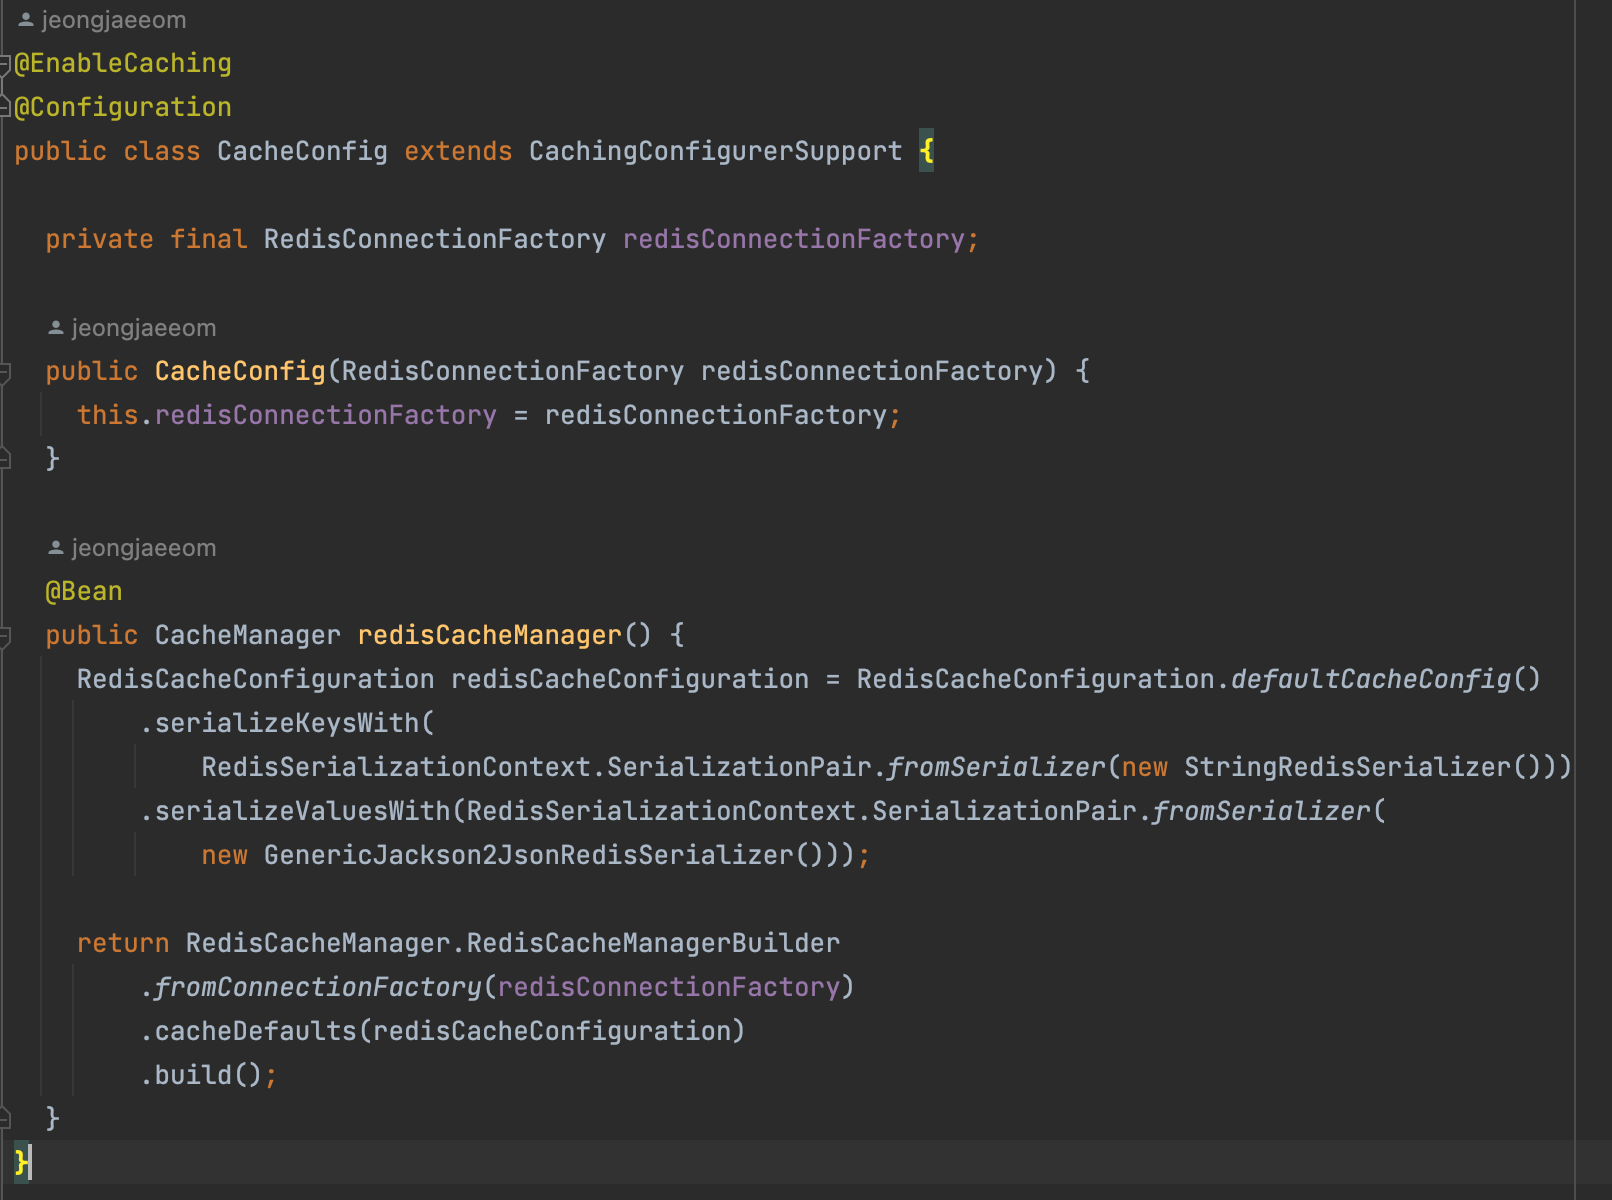 jeongjaeeom
@EnableCaching
@Configuration
public class CacheConfig extends CachingConfigurerSupport {
private final RedisConnectionFactory redisConnectionFactory;
jeongjaeeom
public CacheConfig(RedisConnectionFactory redisConnectionFactory) {
this.redisConnectionFactory = redisConnectionFactory;
}
jeongjaeeom
@Bean
public CacheManager redisCacheManager() {
RedisCacheConfiguration redisCacheConfiguration = RedisCacheConfiguration.defaultCacheConfig()
.serializeKeysWith(
RedisSerializationContext.SerializationPair.fromSerializer(new StringRedisSerializer()))
.serializeValuesWith(RedisSerializationContext.SerializationPair.fromSerializer(
new GenericJackson2JsonRedisSerializer()));
return RedisCacheManager.RedisCacheManagerBuilder
.fromConnectionFactory(redisConnectionFactory)
.cacheDefaults(redisCacheConfiguration)
.build();
}
}